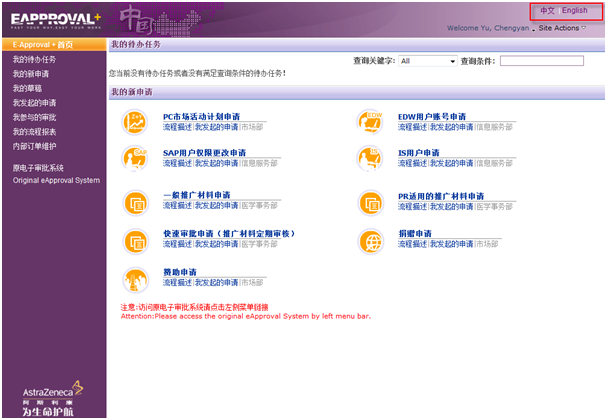 EAPPROVAL+
FAST YOUR WAY.EASY YOUR WORK
中国
中文 | English
Welcome Yu, Chengyan
Site Actions
E-Approval + 首页
我的待办任务
我的新申请
我的草稿
我发起的申请
我参与的审批
我的流程报表
内部订单维护
原电子审批系统
Original eApproval System
AstraZeneca
阿斯利康
为生命护航
我的待办任务
查询关键字: All 查询条件:
您当前没有待办任务或者没有满足查询条件的待办任务!
我的新申请
PC市场活动计划申请
流程描述|我发起的申请|市场部
EDW用户账号申请
流程描述|我发起的申请|信息服务部
SAP用户权限更改申请
流程描述|我发起的申请|信息服务部
IS用户申请
流程描述|我发起的申请|信息服务部
一般推广材料申请
流程描述|我发起的申请|医学事务部
PR适用的推广材料申请
流程描述|我发起的申请|医学事务部
快速审批申请（推广材料定期审核）
流程描述|我发起的申请|医学事务部
捐赠申请
流程描述|我发起的申请|市场部
赞助申请
流程描述|我发起的申请|市场部
注意:访问原电子审批系统请点击左侧菜单链接
Attention:Please access the original eApproval System by left menu bar.